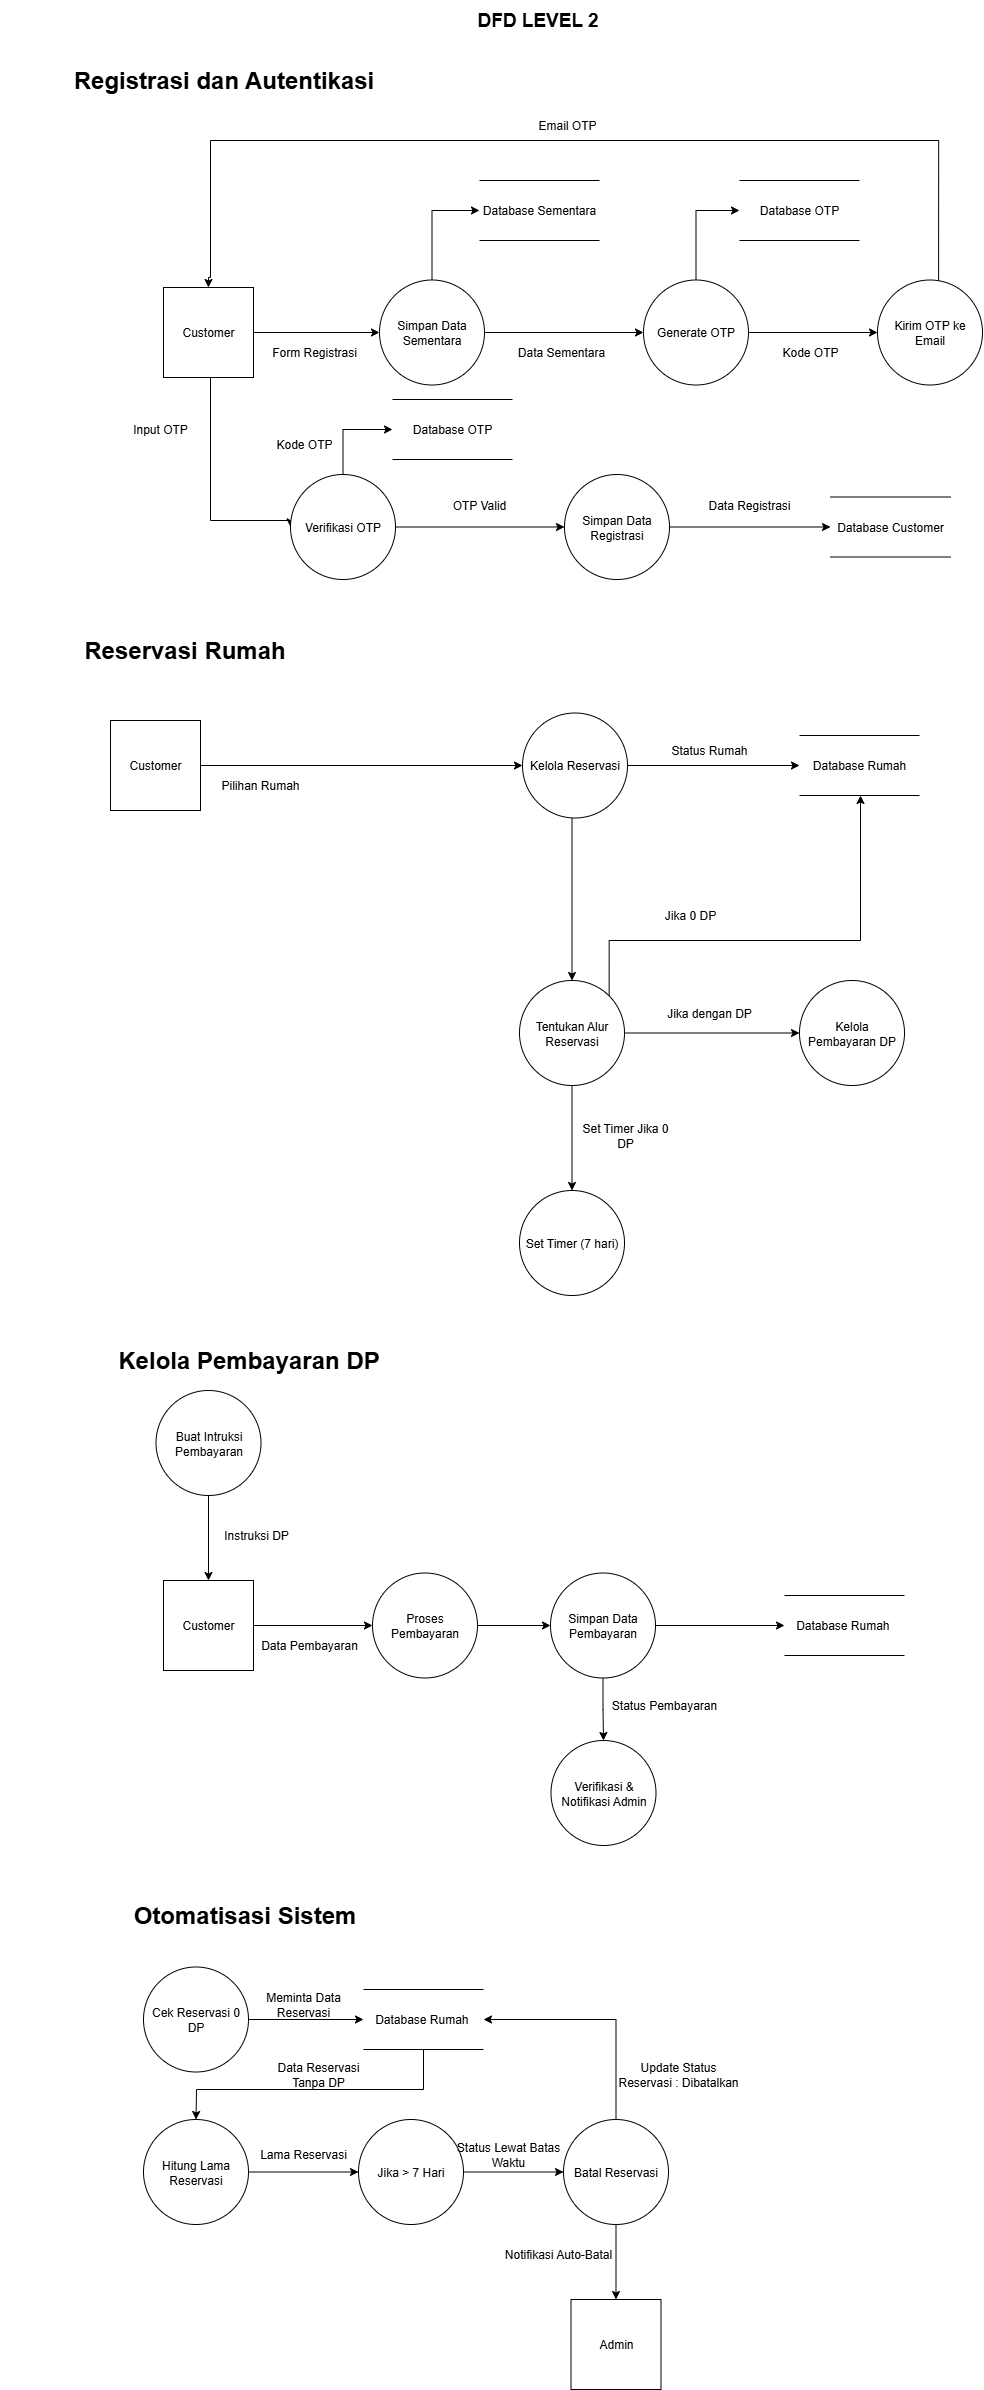 DFD LEVEL 2
Registrasi dan Autentikasi
Email OTP
Database Sementara
Database OTP
Customer
Form Registrasi
Simpan Data
Sementara
Data Sementara
Generate OTP
Kode OTP
Kirim OTP ke
Email
Input OTP
Kode OTP
Database OTP
Verifikasi OTP
OTP Valid
Simpan Data
Registrasi
Data Registrasi
Database Customer
Reservasi Rumah
Customer
Pilihan Rumah
Kelola Reservasi
Status Rumah
Database Rumah
Jika 0 DP
Tentukan Alur
Reservasi
Jika dengan DP
Kelola
Pembayaran DP
Set Timer Jika 0
DP
Set Timer (7 hari)
Kelola Pembayaran DP
Buat Intruksi
Pembayaran
Instruksi DP
Customer
Data Pembayaran
Proses
Pembayaran
Simpan Data
Pembayaran
Database Rumah
Status Pembayaran
Verifikasi &
Notifikasi Admin
Otomatisasi Sistem
Cek Reservasi 0
DP
Meminta Data
Reservasi
Database Rumah
Data Reservasi
Tanpa DP
Update Status
Reservasi : Dibatalkan
Hitung Lama
Reservasi
Lama Reservasi
Jika > 7 Hari
Status Lewat Batas
Waktu
Batal Reservasi
Notifikasi Auto-Batal
Admin